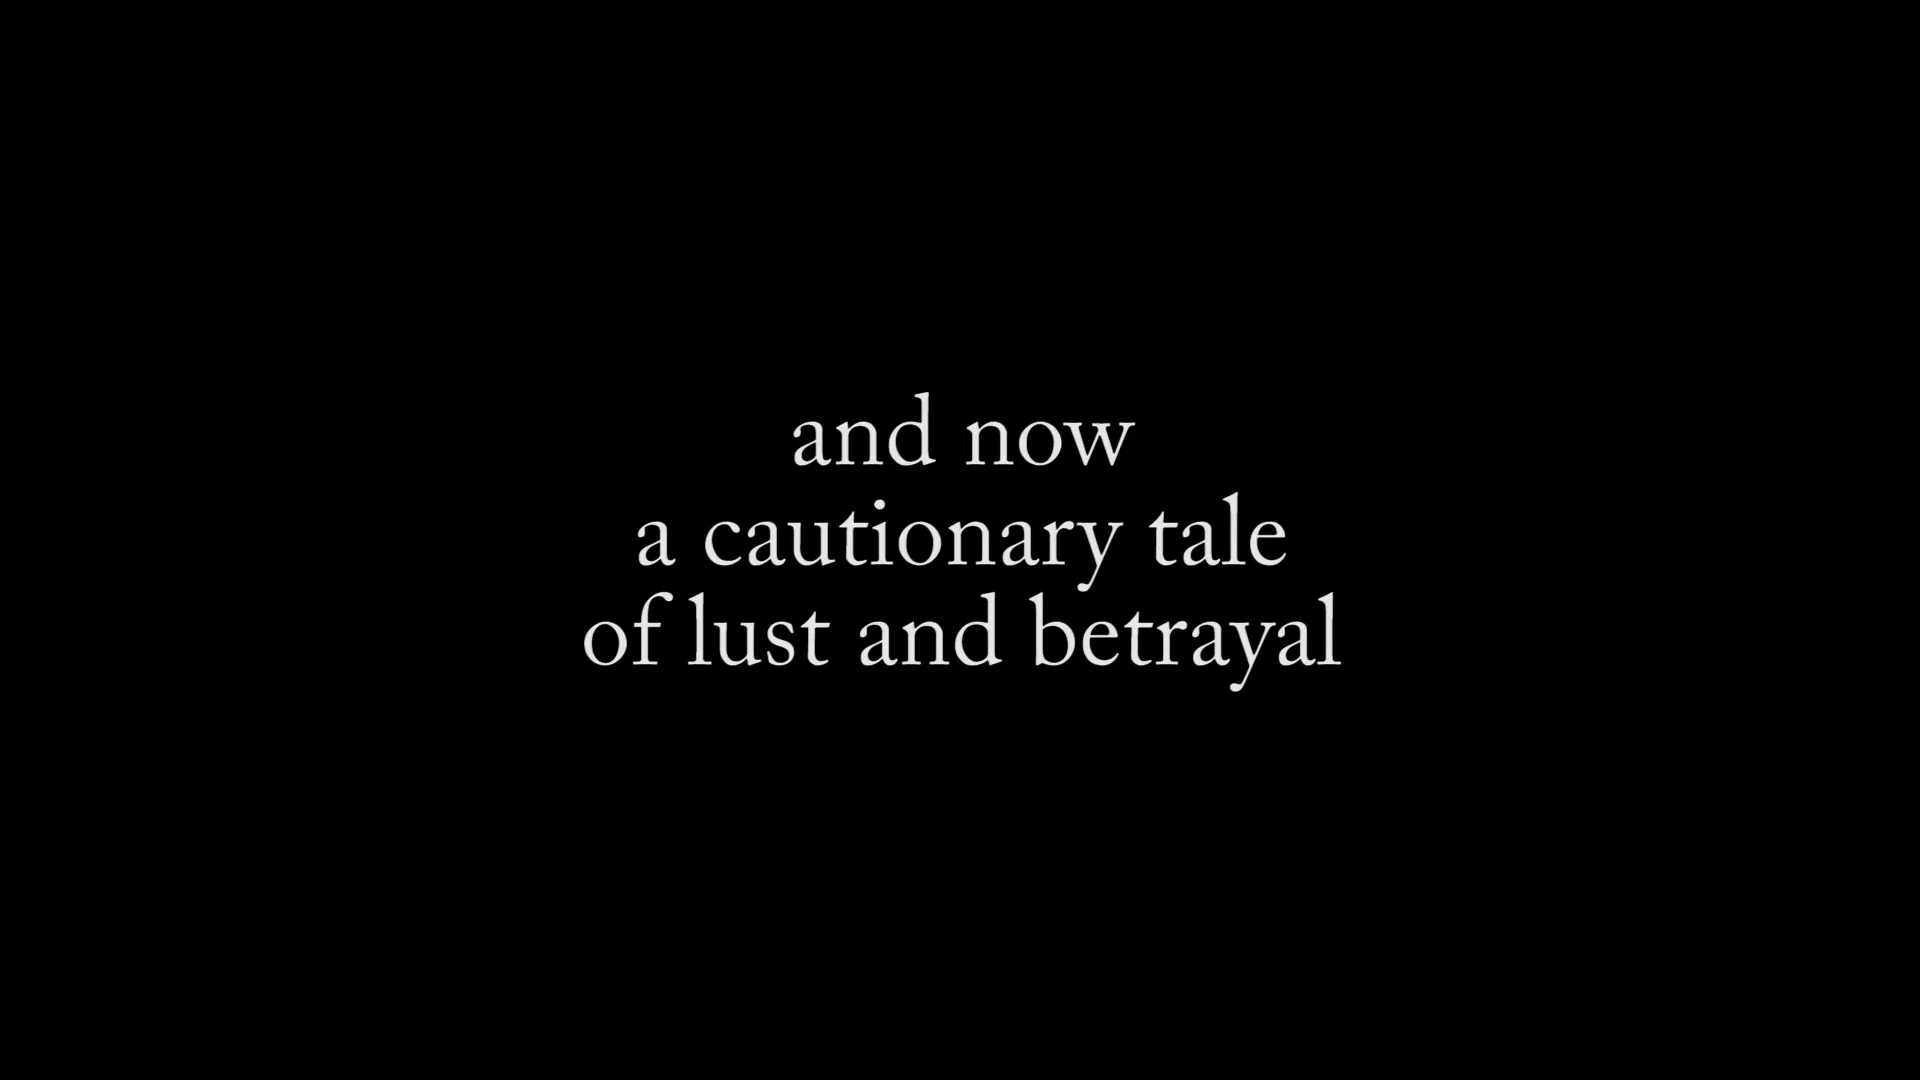 and now
a cautionary tale
of lust and betrayal